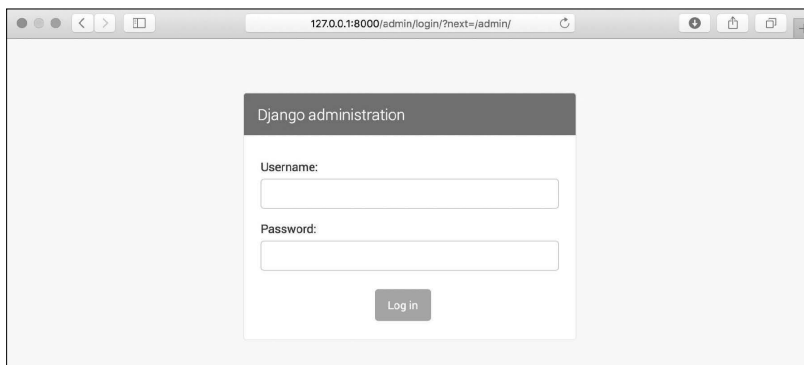 127.0.0.1:8000/admin/login/?next=/admin/
Django administration
Username:
Password:
Log in